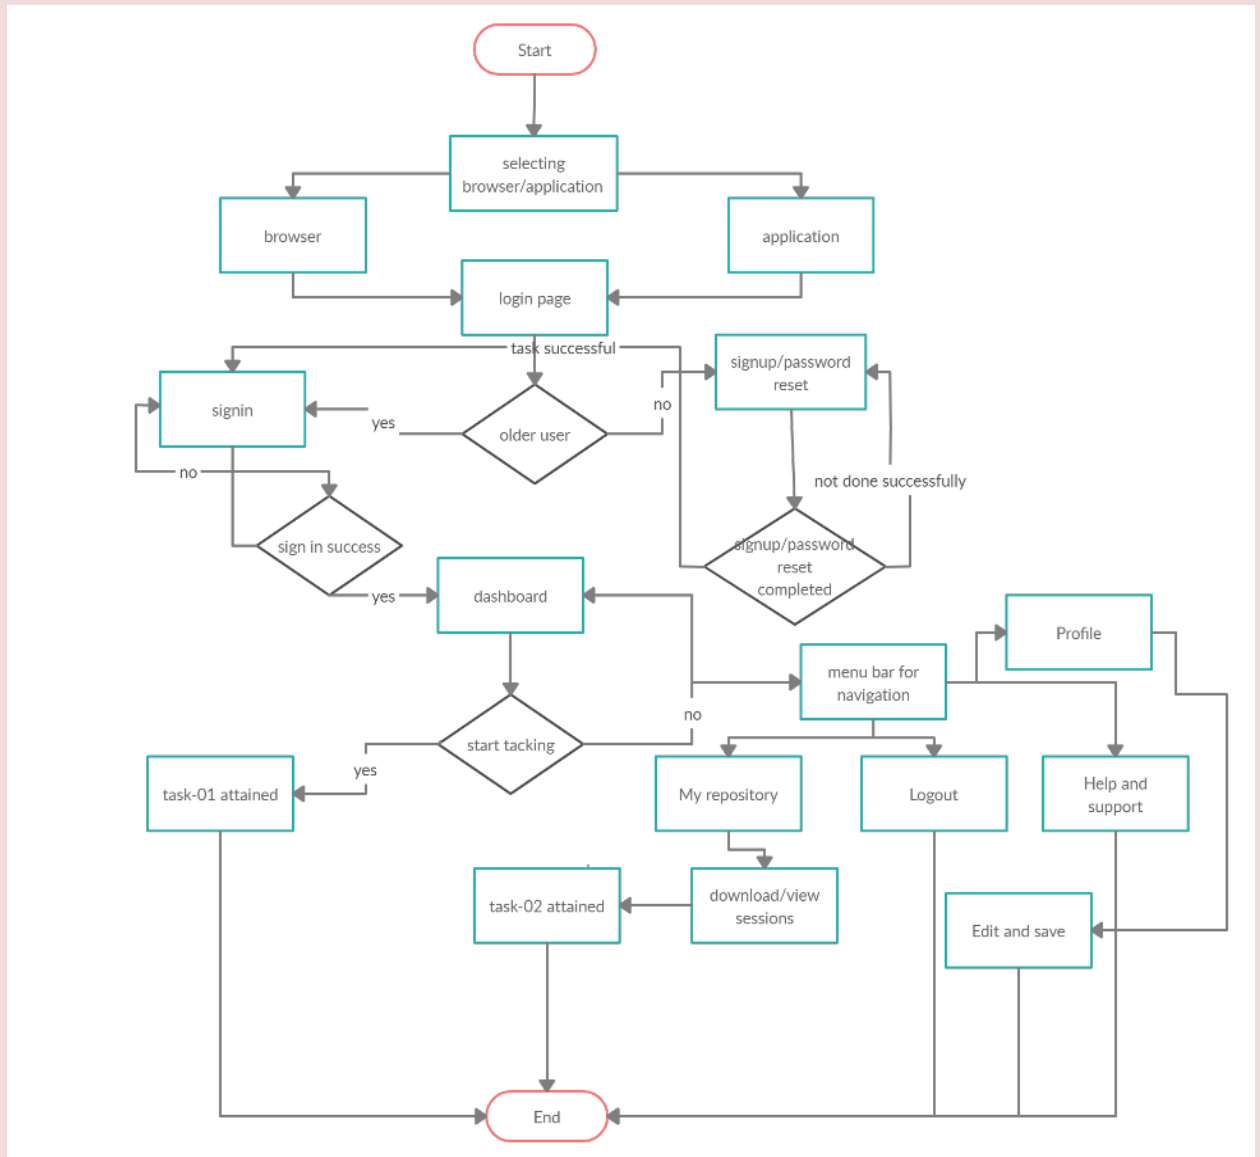 Start
selecting
browser/application
browser
application
login page
task successful
signup/password
reset
signin
yes
older user
no
no
not done successfully
sign in success
signup/password
reset
completed
yes
dashboard
Profile
menu bar for
navigation
no
start tacking
yes
task-01 attained
My repository
Logout
Help and
support
task-02 attained
download/view
sessions
Edit and save
End